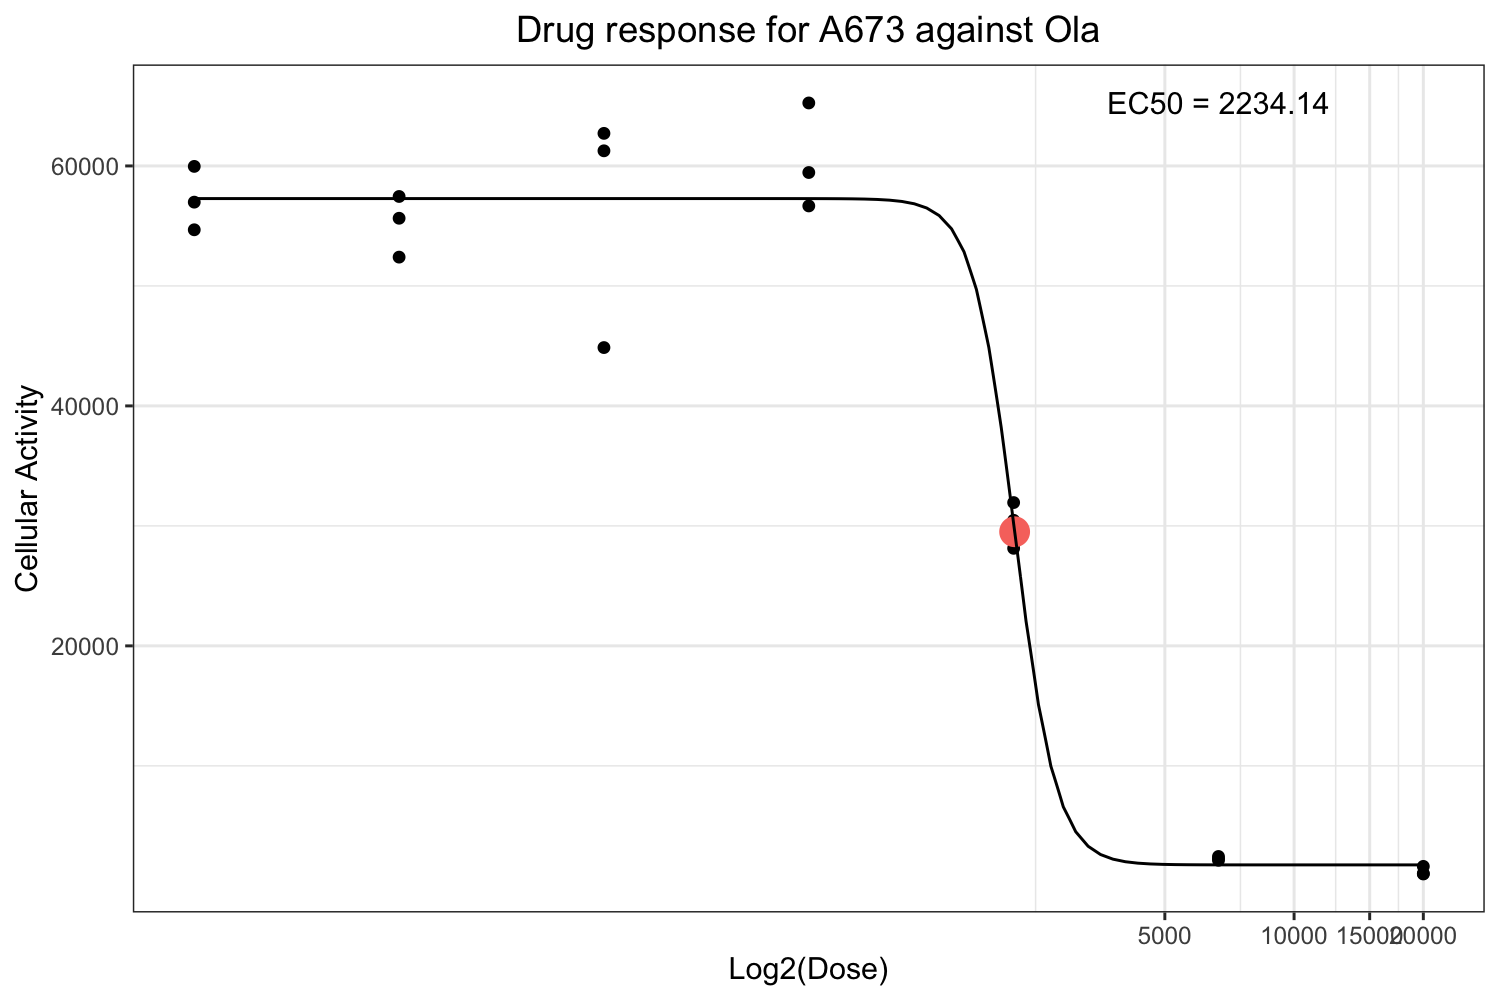 Drug response for A673 against Ola
EC50 = 2234.14
60000
40000
20000
Cellular Activity
5000 10000 15000 20000
Log2(Dose)